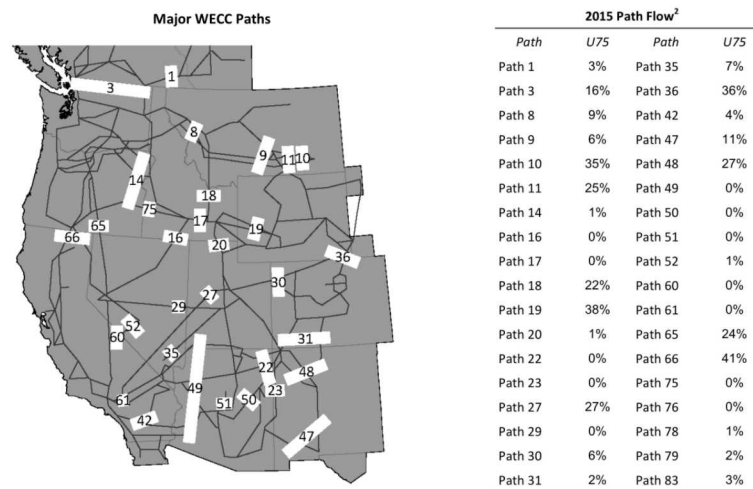 Major WECC Paths
1
3
8
9
11
10
14
18
75
17
19
65
66
16
20
36
30
27
29
52
60
31
35
22
48
49
23
61
51
50
42
47
2015 Path Flow²
Path U75 Path U75
Path 1 3% Path 35 7%
Path 3 16% Path 36 36%
Path 8 9% Path 42 4%
Path 9 6% Path 47 11%
Path 10 35% Path 48 27%
Path 11 25% Path 49 0%
Path 14 1% Path 50 0%
Path 16 0% Path 51 0%
Path 17 0% Path 52 1%
Path 18 22% Path 60 0%
Path 19 38% Path 61 0%
Path 20 1% Path 65 24%
Path 22 0% Path 66 41%
Path 23 0% Path 75 0%
Path 27 27% Path 76 0%
Path 29 0% Path 78 1%
Path 30 6% Path 79 2%
Path 31 2% Path 83 3%